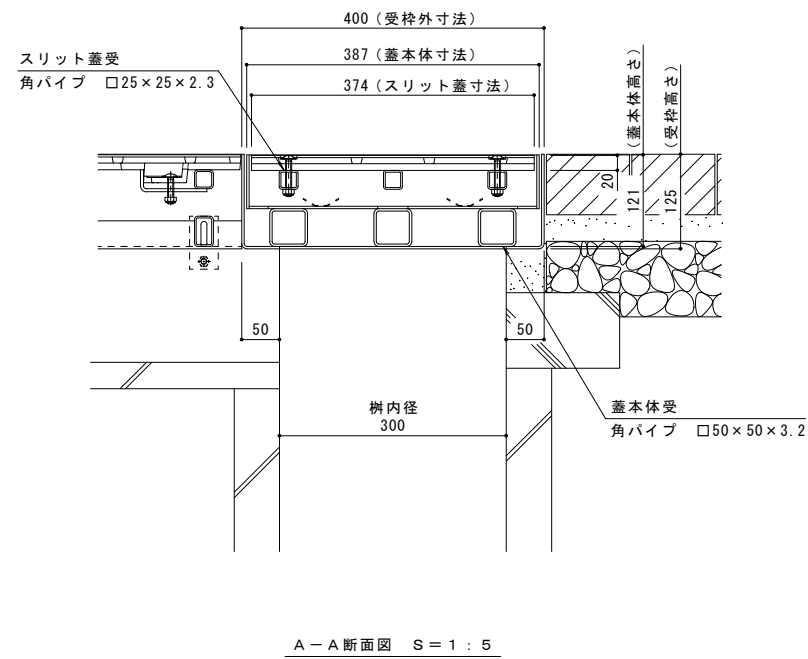 400(受枠外寸法)
387(蓋本体寸法)
374(スリット蓋寸法)
スリット蓋受
角パイプ □25×25×2.3
(蓋本体高さ)
(受枠高さ)
20
121
125
50
50
桝内径
300
蓋本体受
角パイプ □50×50×3.2
A-A断面図 S=1:5